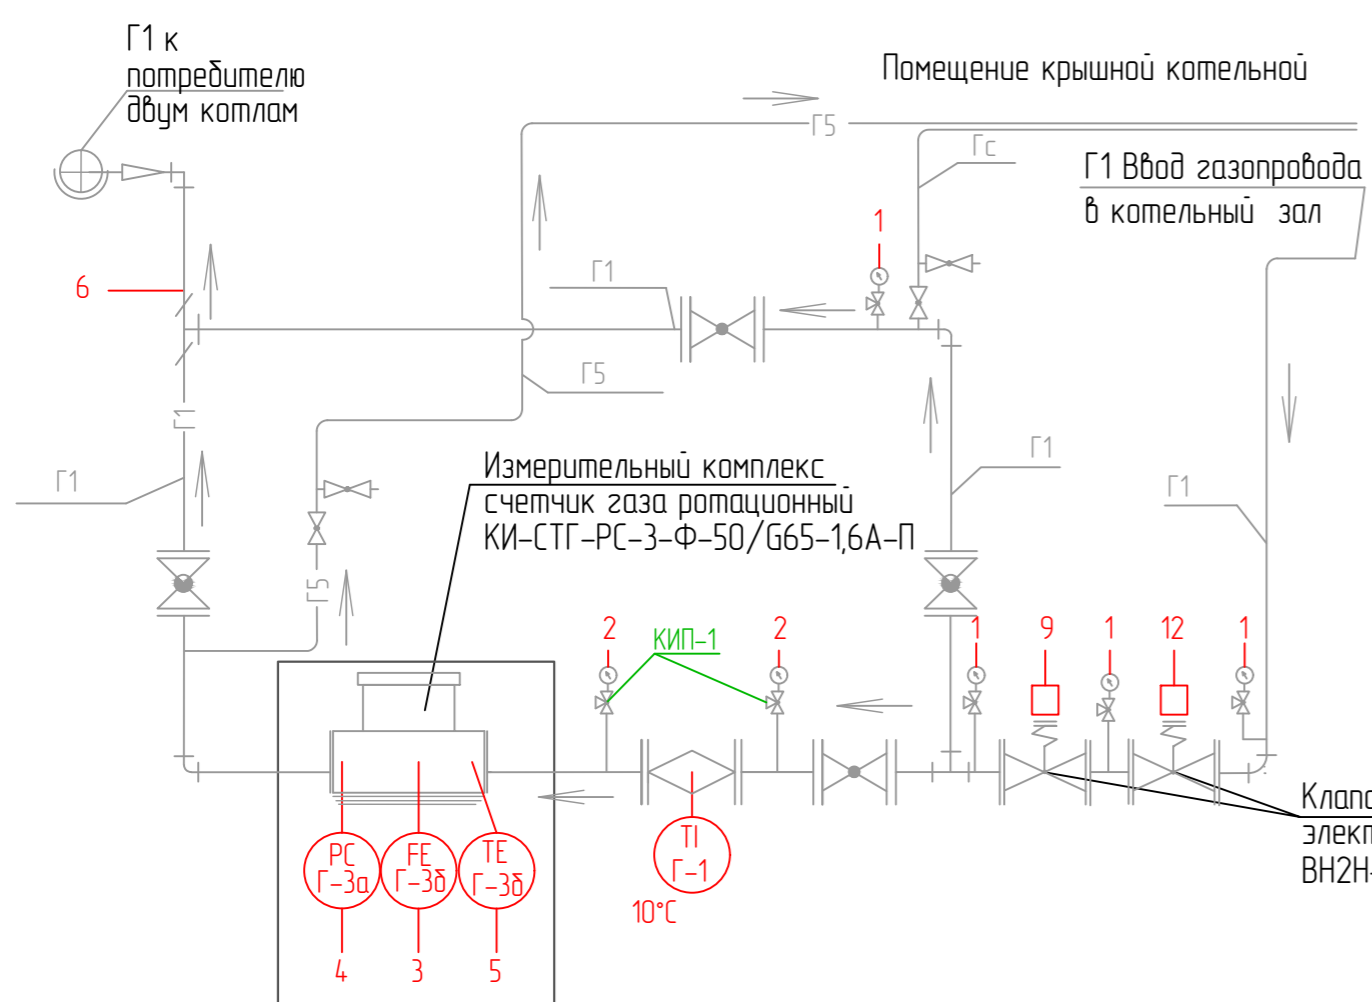 Г1 к
потребителю
двум котлам
Помещение крышной котельной
Г5
Гс
Г1 Ввод газопровода
в котельный зал
1
6
Г1
Г5
Г1
Г1
Измерительный комплекс
счетчик газа ротационный
КИ-СТГ-РС-3-Ф-50/G65-1,6А-П
Г1
Г1
Г5
2
КИП-1
2
1
9
1
12
1
Клапа
элект
ВН2Н-
PC
Г-3а
FE
Г-3б
TE
Г-3б
TI
Г-1
10°С
4
3
5